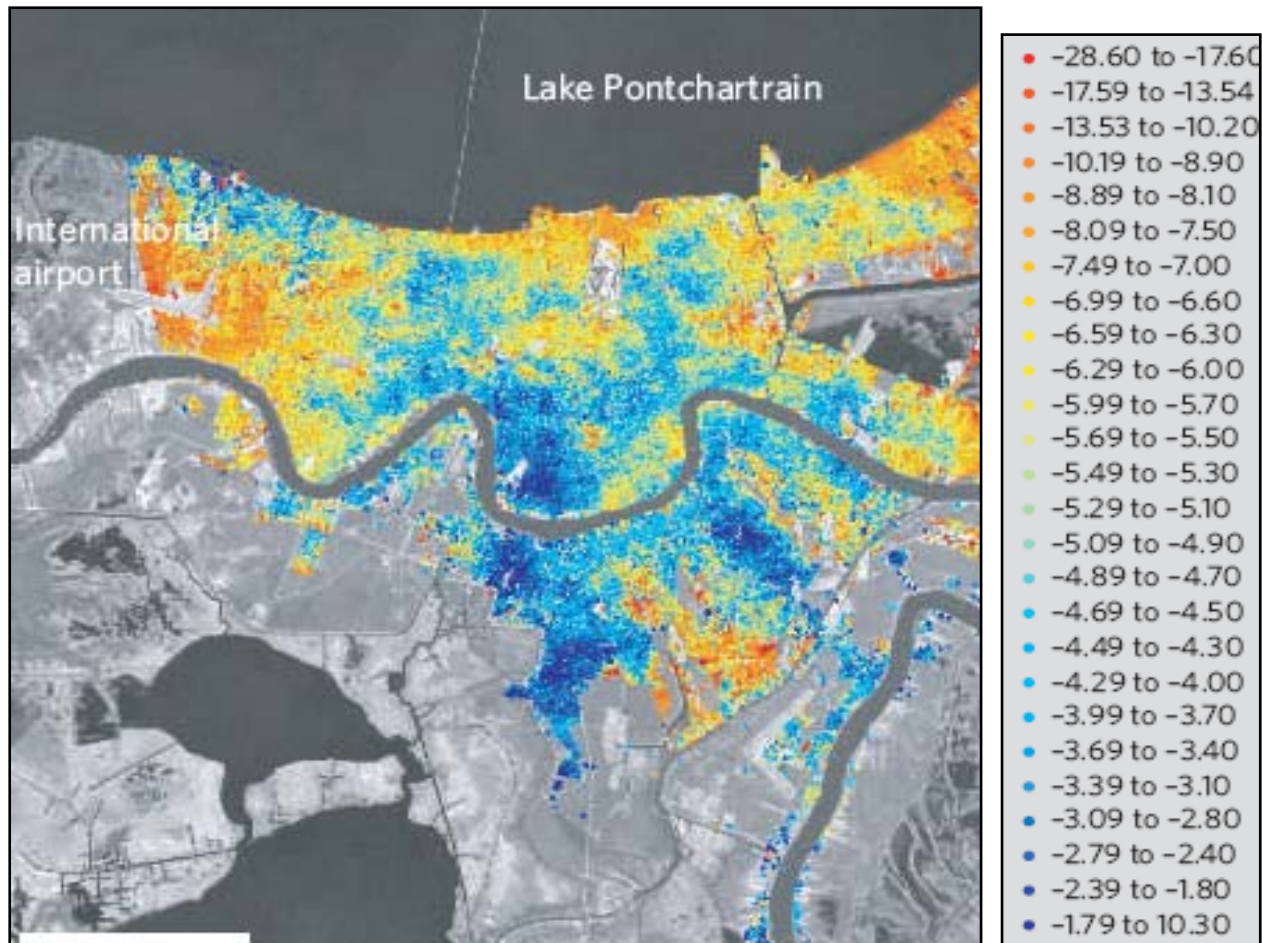 Lake Pontchartrain
International
airport
–28.60 to –17.60
–17.59 to –13.54
–13.53 to –10.20
–10.19 to –8.90
–8.89 to –8.10
–8.09 to –7.50
–7.49 to –7.00
–6.99 to –6.60
–6.59 to –6.30
–6.29 to –6.00
–5.99 to –5.70
–5.69 to –5.50
–5.49 to –5.30
–5.29 to –5.10
–5.09 to –4.90
–4.89 to –4.70
–4.69 to –4.50
–4.49 to –4.30
–4.29 to –4.00
–3.99 to –3.70
–3.69 to –3.40
–3.39 to –3.10
–3.09 to –2.80
–2.79 to –2.40
–2.39 to –1.80
–1.79 to 10.30